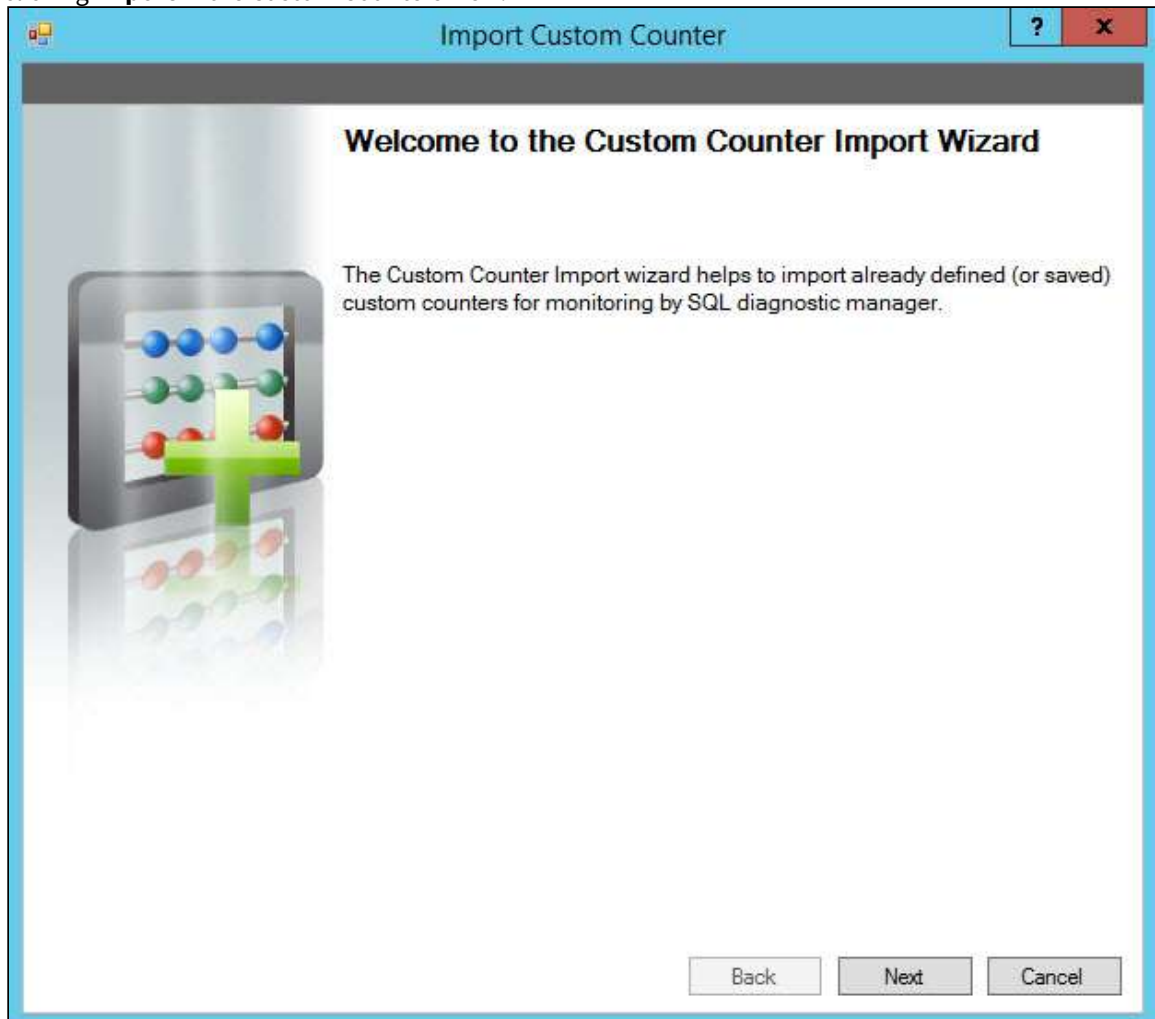 Import Custom Counter
?
x
Welcome to the Custom Counter Import Wizard
The Custom Counter Import wizard helps to import already defined (or saved)
custom counters for monitoring by SQL diagnostic manager.
Back
Next
Cancel